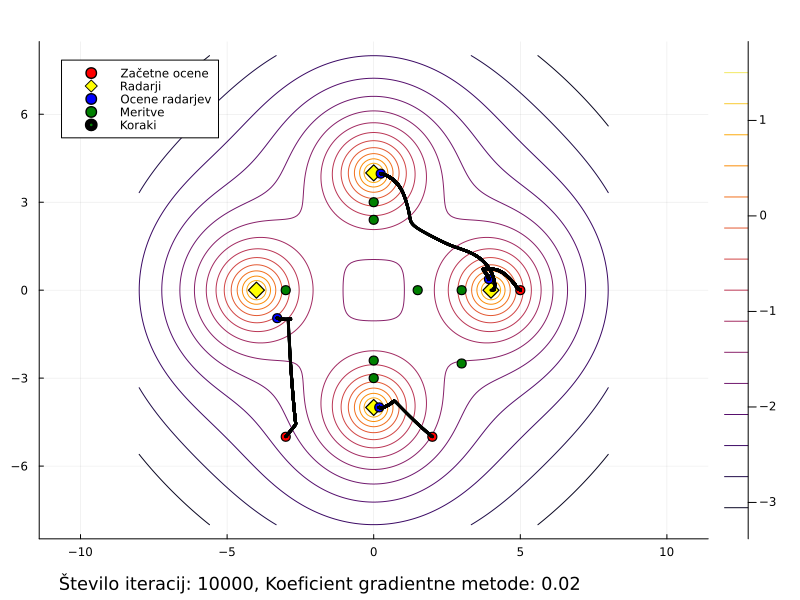 Začetne ocene
Radarji
Ocene radarjev
Meritve
Koraki
6
3
0
−3
−6
−10
−5
0
5
10
1
0
−1
−2
−3
Število iteracij: 10000, Koeficient gradientne metode: 0.02